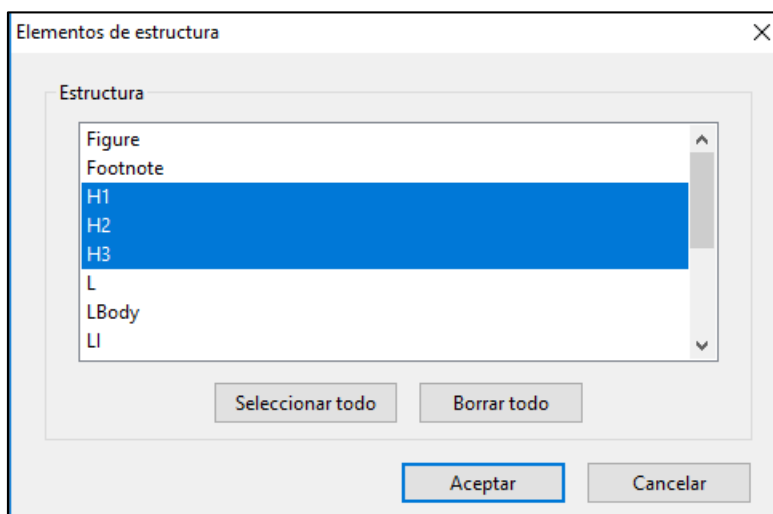 Elementos de estructura
Estructura
Figure
Footnote
H1
H2
H3
L
LBody
LI
Seleccionar todo Borrar todo
Aceptar Cancelar